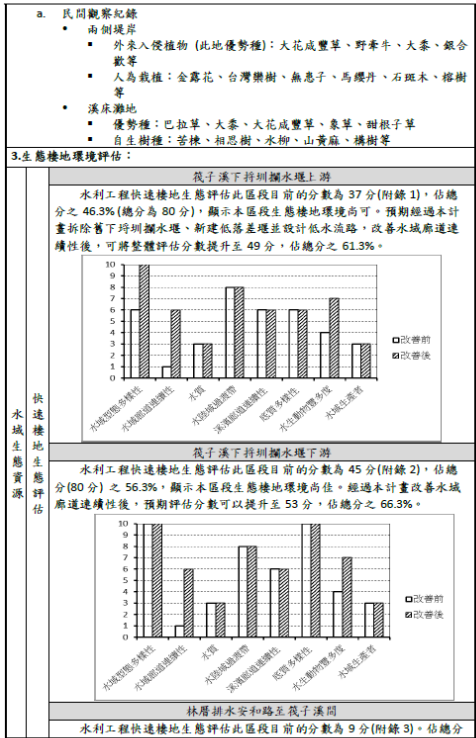 a. 民間觀察紀錄
• 兩側堤岸
▪ 外來入侵植物 (此地優勢種)：大花咸豐草、野牽牛、大黍、銀合
歡等
▪ 人為栽植：金露花、台灣欒樹、無患子、馬纓丹、石斑木、榕樹
等
• 溪床灘地
▪ 優勢種：巴拉草、大黍、大花咸豐草、象草、甜根子草
▪ 自生樹種：苦楝、相思樹、水柳、山黃麻、構樹等
3.生態棲地環境評估：
水域生態資源
快速棲地生態評估
筏子溪下埒圳攔水堰上游
水利工程快速棲地生態評估此區段目前的分數為 37 分(附錄 1)，佔總
分之 46.3%(總分為 80 分)，顯示本區段生態棲地環境尚可。預期經過本計
畫拆除舊下埒圳攔水堰、新建低落差堰並設計低水流路，改善水域廊道連
續性後，可將整體評估分數提升至 49 分，佔總分之 61.3%。
10
9
8
7
6
5
4
3
2
1
0
水域型態多樣性
水域廊道連續性
水質
水陸域過渡帶
溪濱廊道連續性
底質多樣性
水生動物豐多度
水域生產者
改善前
改善後
筏子溪下埒圳攔水堰下游
水利工程快速棲地生態評估此區段目前的分數為 45 分(附錄 2)，佔總
分(80 分) 之 56.3%，顯示本區段生態棲地環境尚佳。經過本計畫改善水域
廊道連續性後，預期評估分數可以提升至 53 分，佔總分之 66.3%。
10
9
8
7
6
5
4
3
2
1
0
水域型態多樣性
水域廊道連續性
水質
水陸域過渡帶
溪濱廊道連續性
底質多樣性
水生動物豐多度
水域生產者
改善前
改善後
林厝排水安和路至筏子溪間
水利工程快速棲地生態評估此區段目前的分數為 9 分(附錄 3)。佔總分